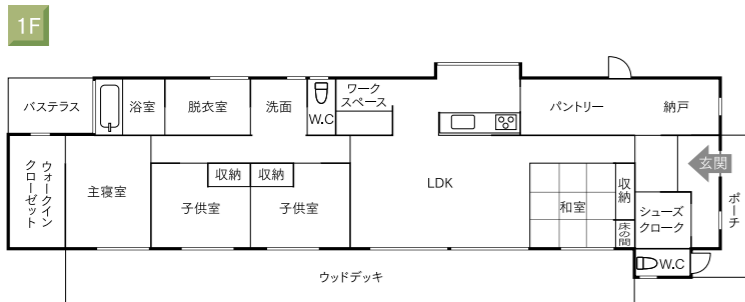 1F
バステラス
浴室
脱衣室
洗面
W.C
ワーク
スペース
パントリー
納戸
ウォークイン
クローゼット
主寝室
収納
収納
子供室
子供室
LDK
和室
収納
床の間
玄関
シューズ
クローク
ポーチ
W.C
ウッドデッキ